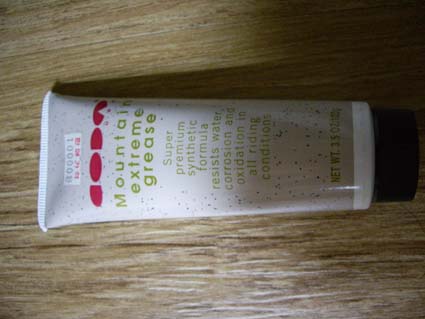 Mountain
extreme
grease
Super
premium
synthetic
formula
resists water
corrosion and
oxidation in
all riding
conditions
NET WT 3.5 OZ(100g)